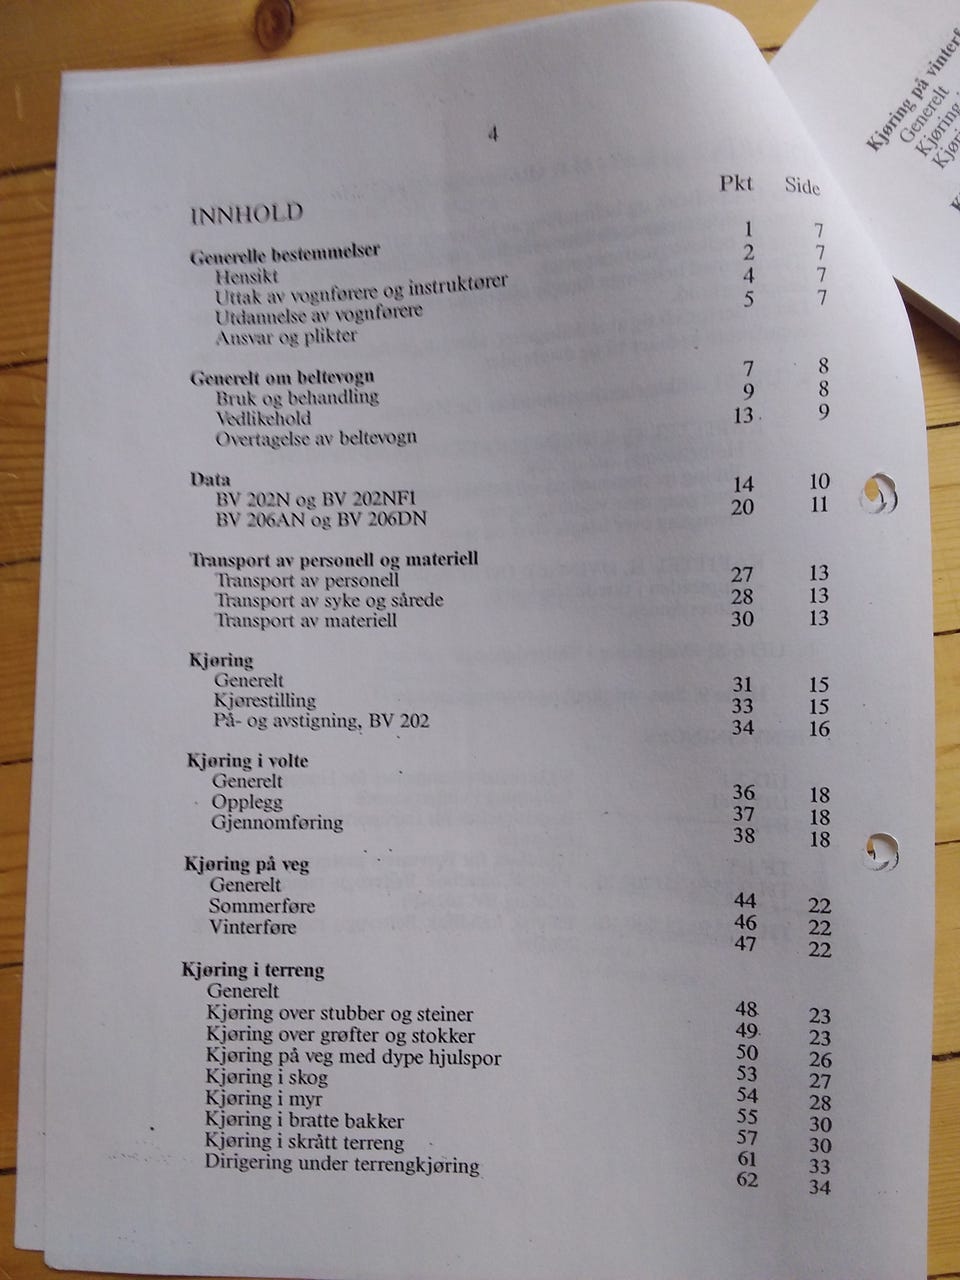 4
INNHOLD Pkt Side
Generelle bestemmelser
Hensikt 1 7
Uttak av vognførere og instruktører 2 7
Utdannelse av vognførere 4 7
Ansvar og plikter 5 7
Generelt om beltevogn
Bruk og behandling 7 8
Vedlikehold 9 8
Overtagelse av beltevogn 13 9
Data
BV 202N og BV 202NF1 14 10
BV 206AN og BV 206DN 20 11
Transport av personell og materiell
Transport av personell 27 13
Transport av syke og sårede 28 13
Transport av materiell 30 13
Kjøring
Generelt 31 15
Kjørestilling 33 15
På- og avstigning, BV 202 34 16
Kjøring i volte
Generelt 36 18
Opplegg 37 18
Gjennomføring 38 18
Kjøring på veg
Generelt 44 22
Sommerføre 46 22
Vinterføre 47 22
Kjøring i terreng
Generelt 48 23
Kjøring over stubber og steiner 49 23
Kjøring over grøfter og stokker 50 26
Kjøring på veg med dype hjulspor 53 27
Kjøring i skog 54 28
Kjøring i myr 55 30
Kjøring i bratte bakker 57 30
Kjøring i skrått terreng 61 33
Dirigering under terrengkjøring 62 34
Kjøring på vinterf
Generelt
Kjøring
Kjøri